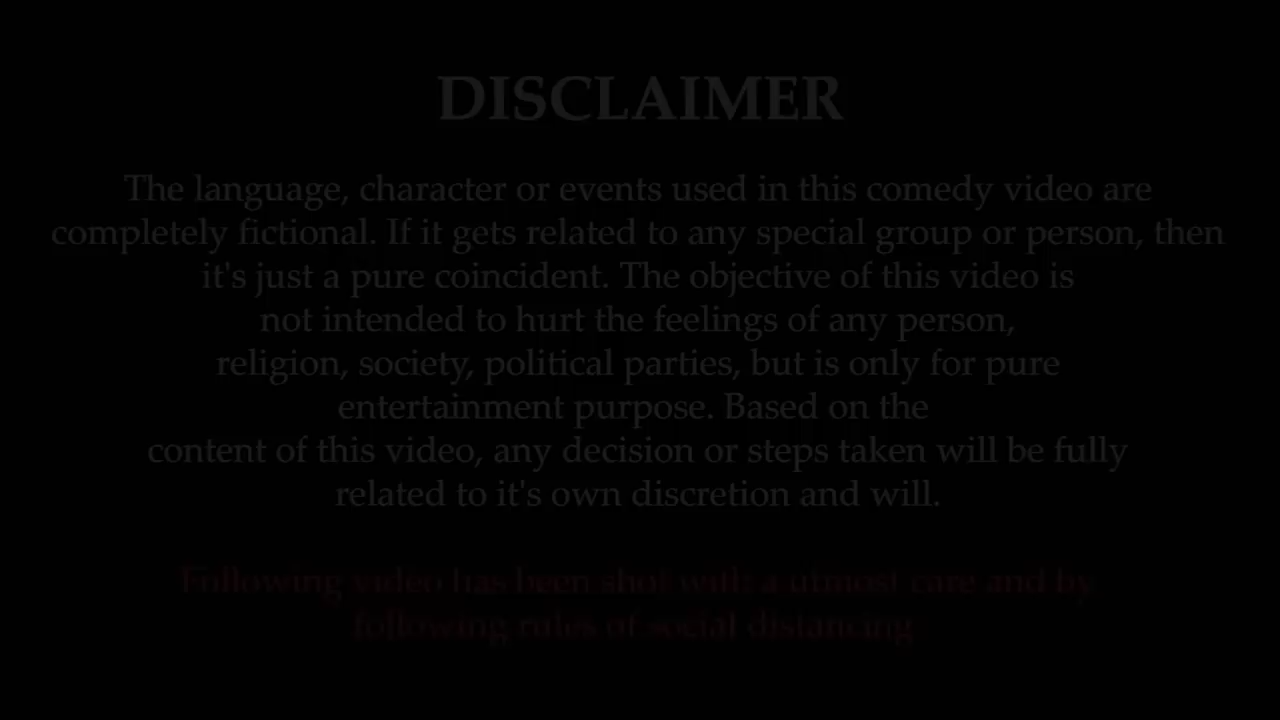 DISCLAIMER
The language, character or events used in this comedy video are
completely fictional. If it gets related to any special group or person, then
it's just a pure coincident. The objective of this video is
not intended to hurt the feelings of any person,
religion, society, political parties, but is only for pure
entertainment purpose. Based on the
content of this video, any decision or steps taken will be fully
related to it's own discretion and will.
Following video has been shot with a utmost care and by
following rules of social distancing